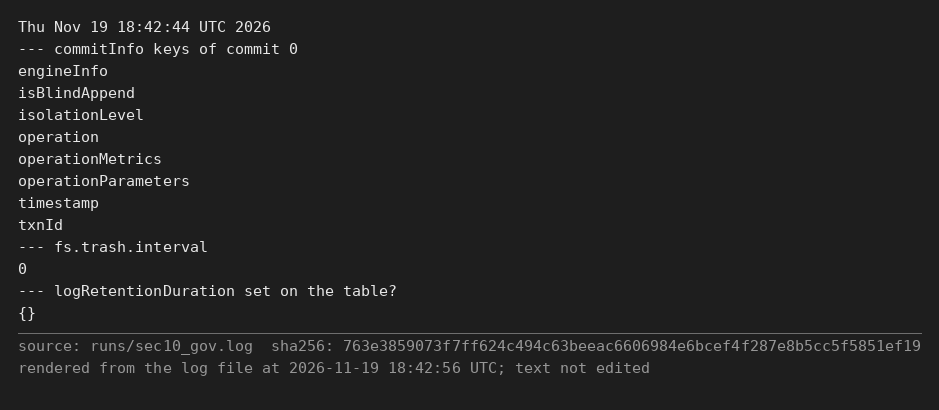 Thu Nov 19 18:42:44 UTC 2026
--- commitInfo keys of commit 0
engineInfo
isBlindAppend
isolationLevel
operation
operationMetrics
operationParameters
timestamp
txnId
--- fs.trash.interval
0
--- logRetentionDuration set on the table?
{}
source: runs/sec10_gov.log  sha256: 763e3859073f7ff624c494c63beeac6606984e6bcef4f287e8b5cc5f5851ef19
rendered from the log file at 2026-11-19 18:42:56 UTC; text not edited